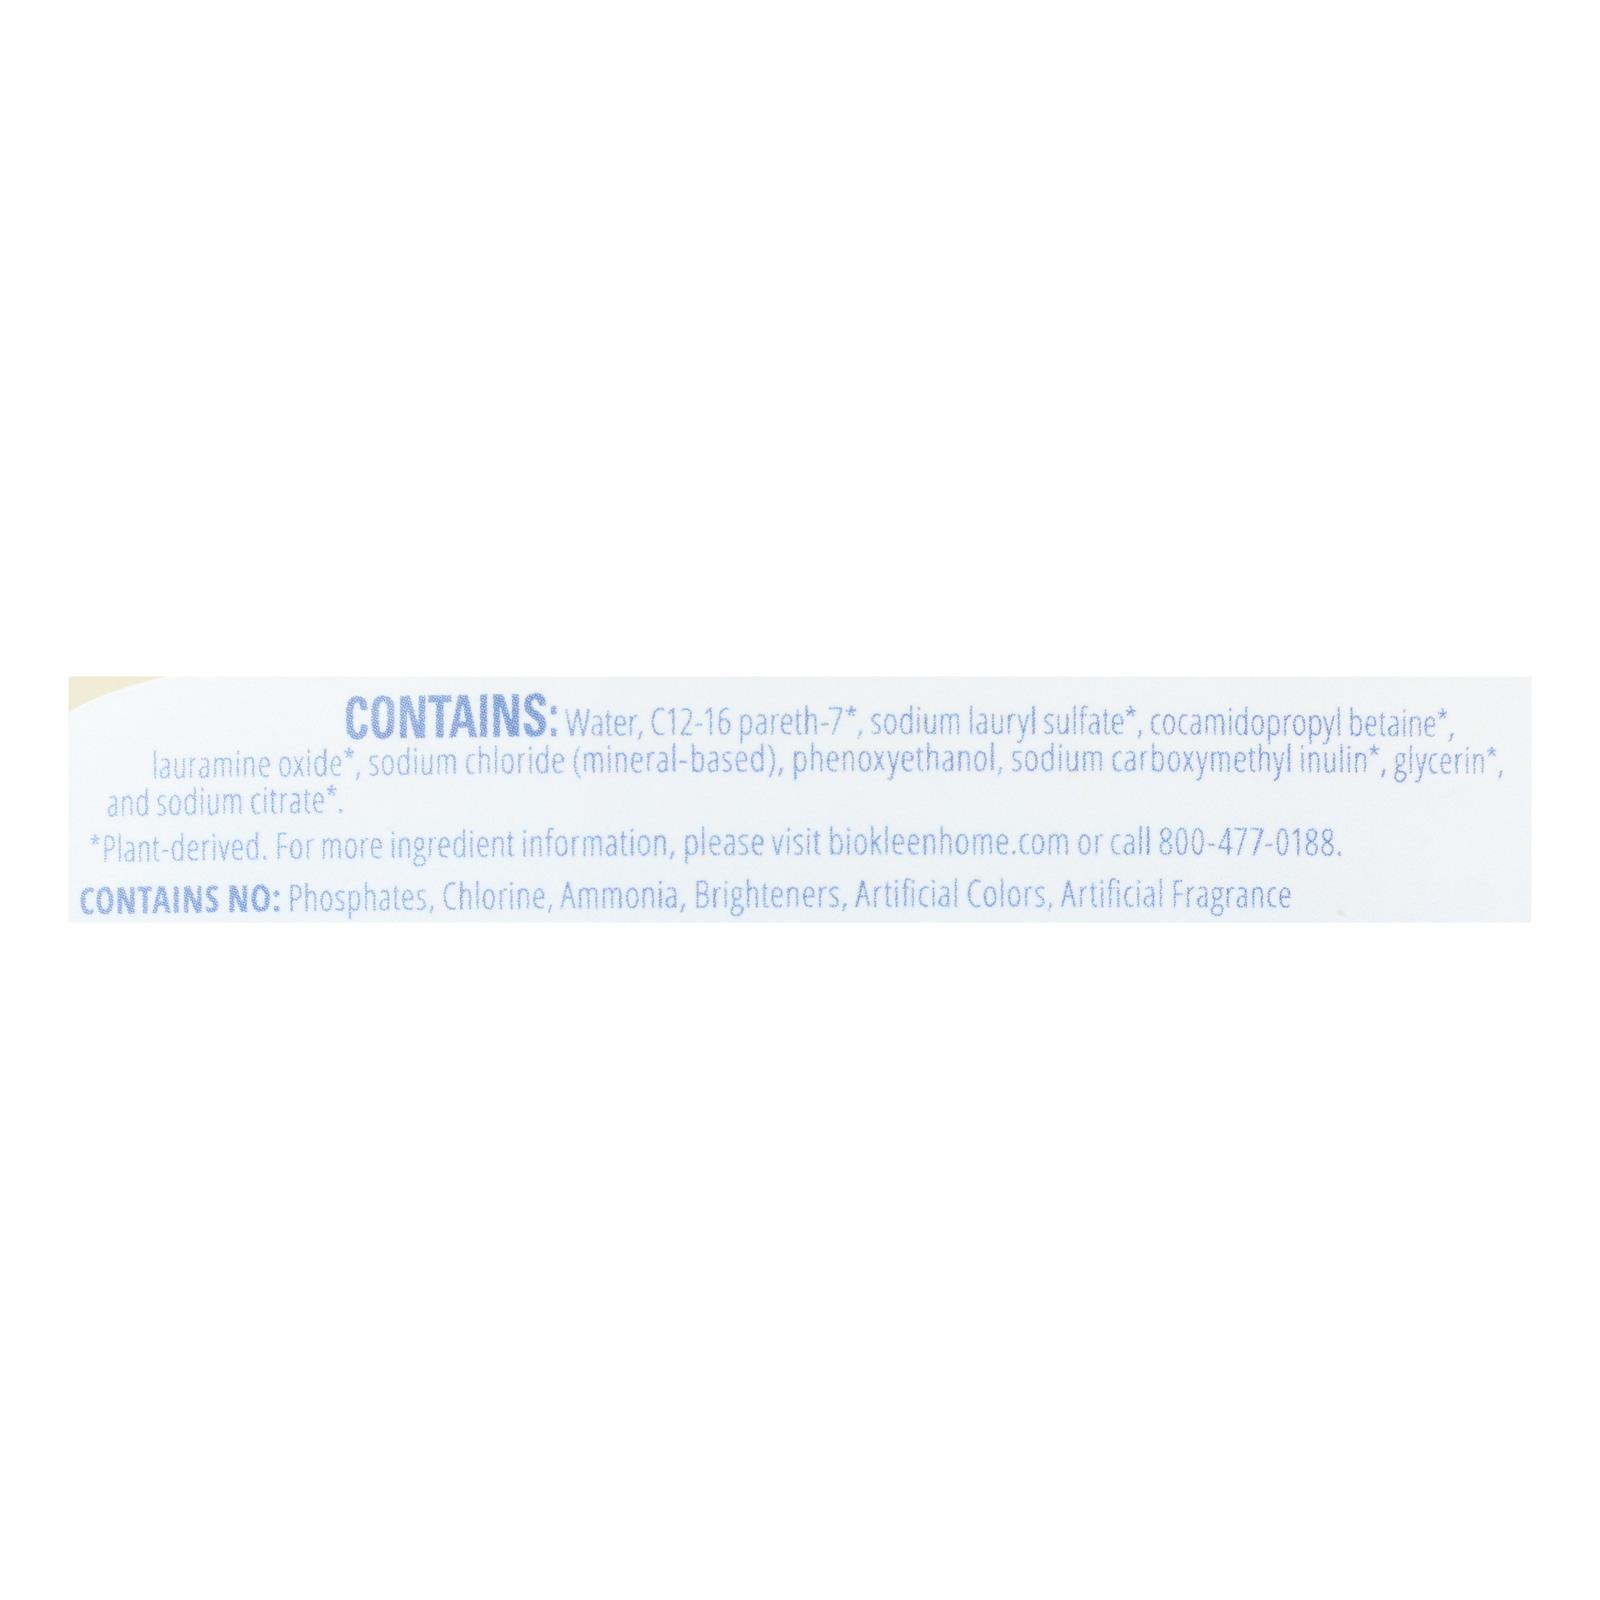 CONTAINS: Water, C12-16 pareth-7*, sodium lauryl sulfate*, cocamidopropyl betaine*,
lauramine oxide*, sodium chloride (mineral-based), phenoxyethanol, sodium carboxymethyl inulin*, glycerin*,
and sodium citrate*.
*Plant-derived. For more ingredient information, please visit biokleenhome.com or call 800-477-0188.
CONTAINS NO: Phosphates, Chlorine, Ammonia, Brighteners, Artificial Colors, Artificial Fragrance